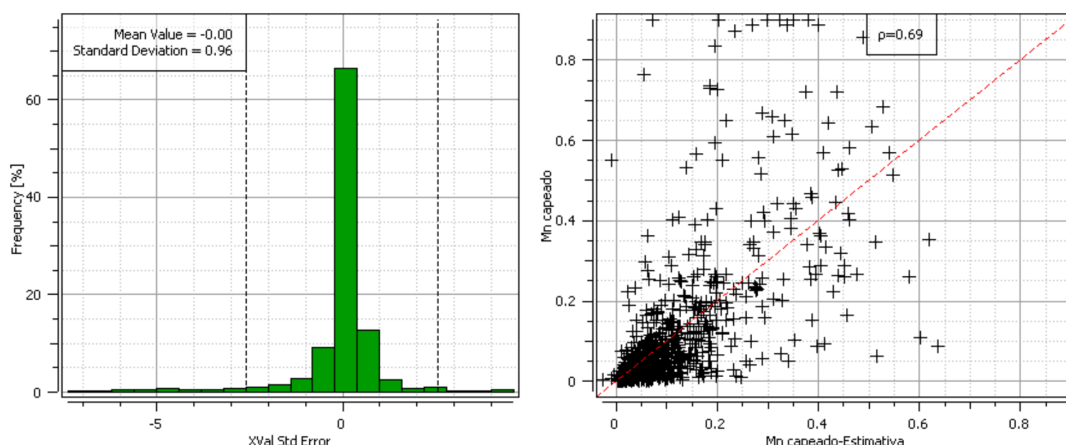 Mean Value = -0.00
Standard Deviation = 0.96
Frequency [%]
60
40
20
0
-5
0
XVal Std Error
ρ=0.69
Mn capeado
0.8
0.6
0.4
0.2
0
0
0.2
0.4
0.6
0.8
Mn capeado-Estimativa